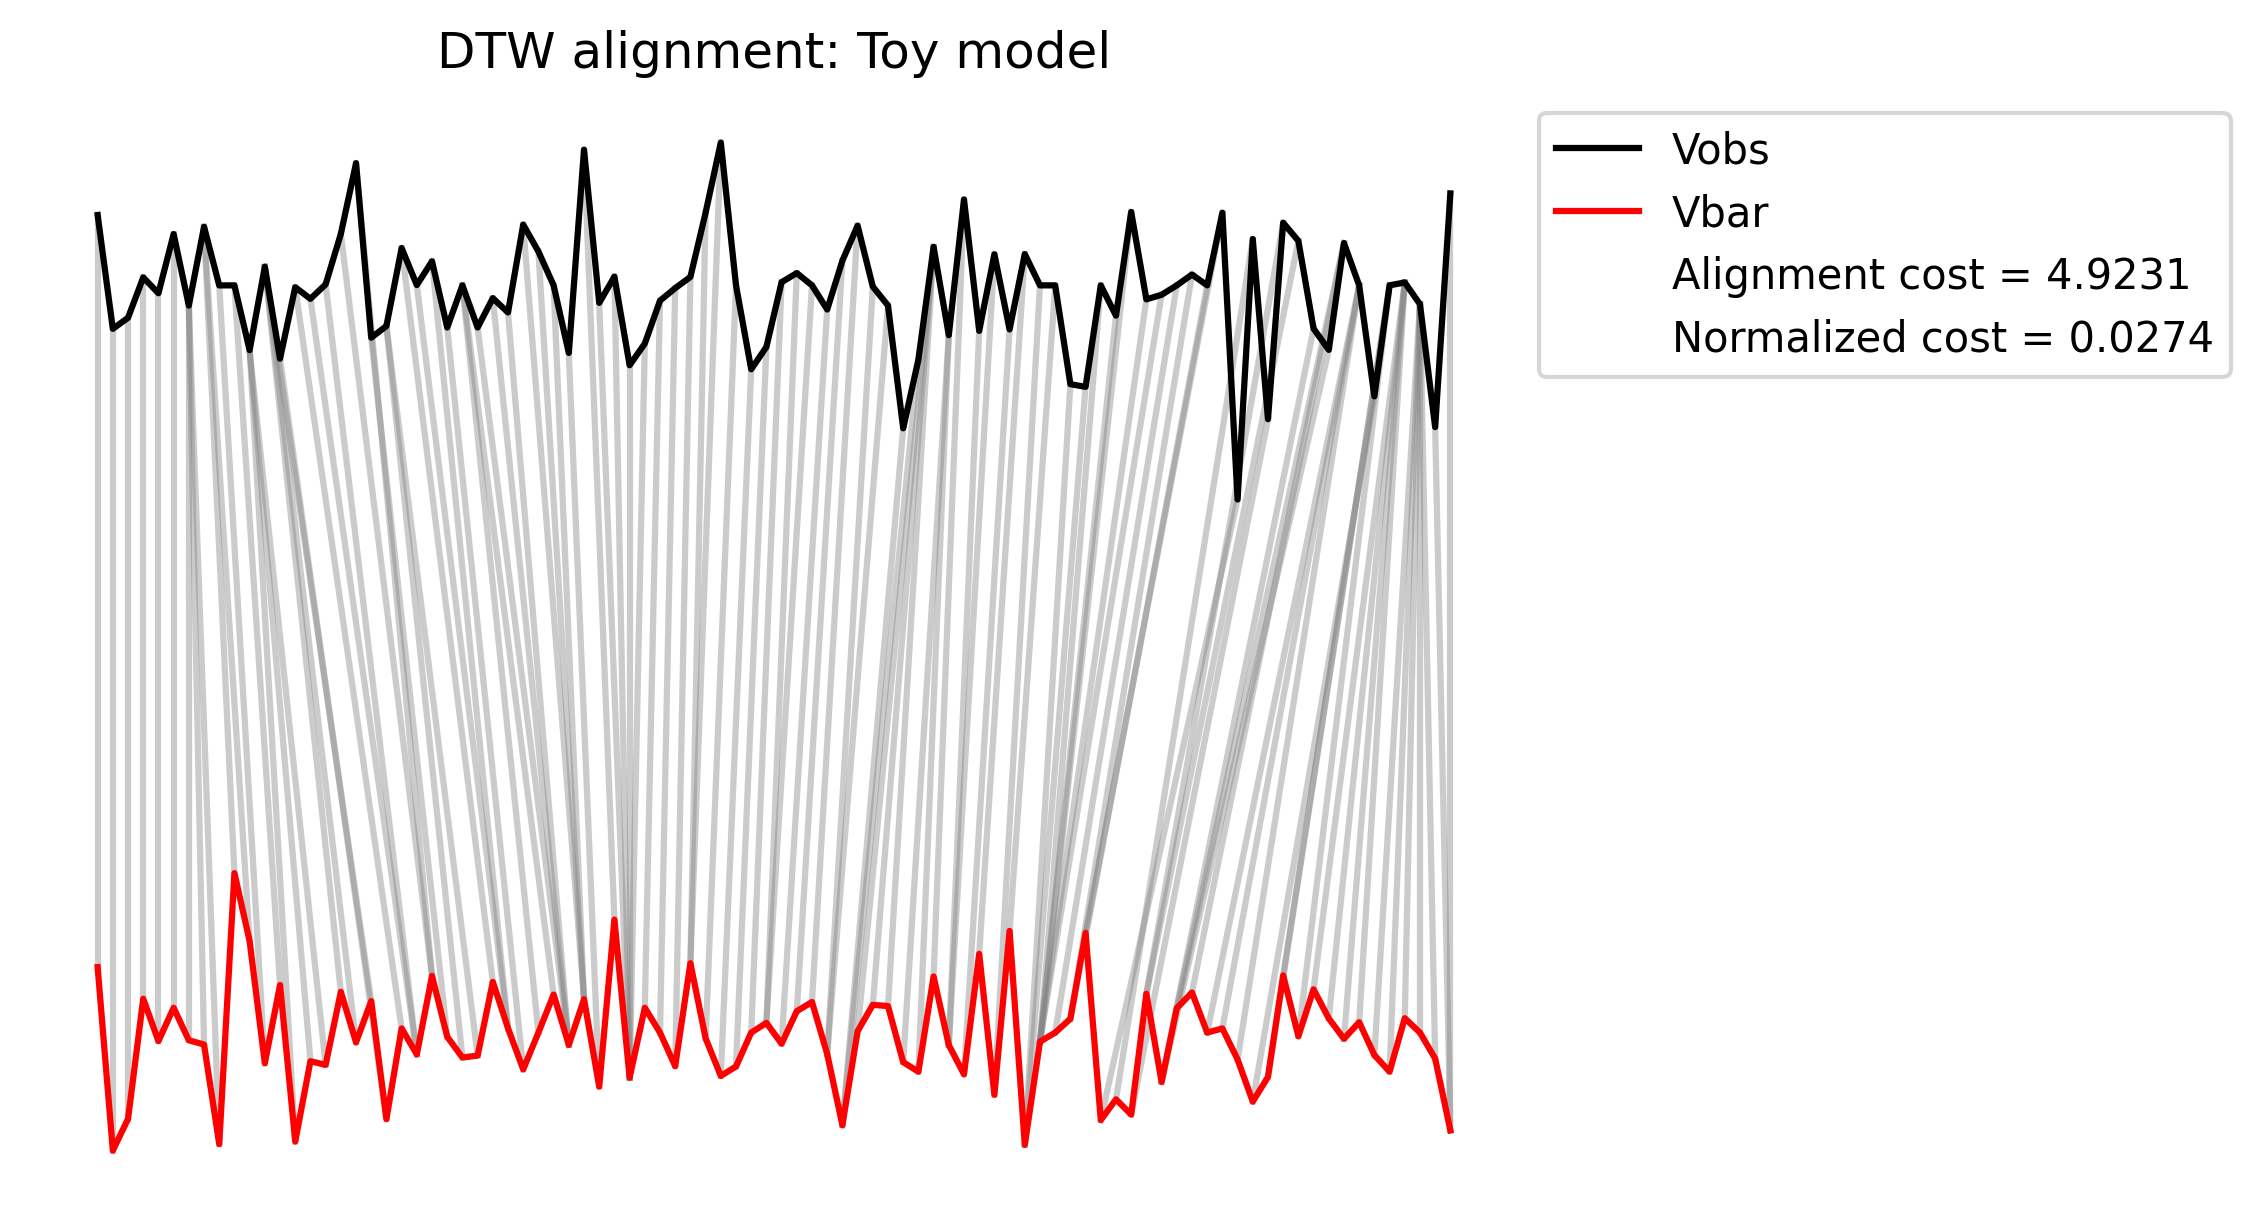 DTW alignment: Toy model
Vobs
Vbar
Alignment cost = 4.9231
Normalized cost = 0.0274